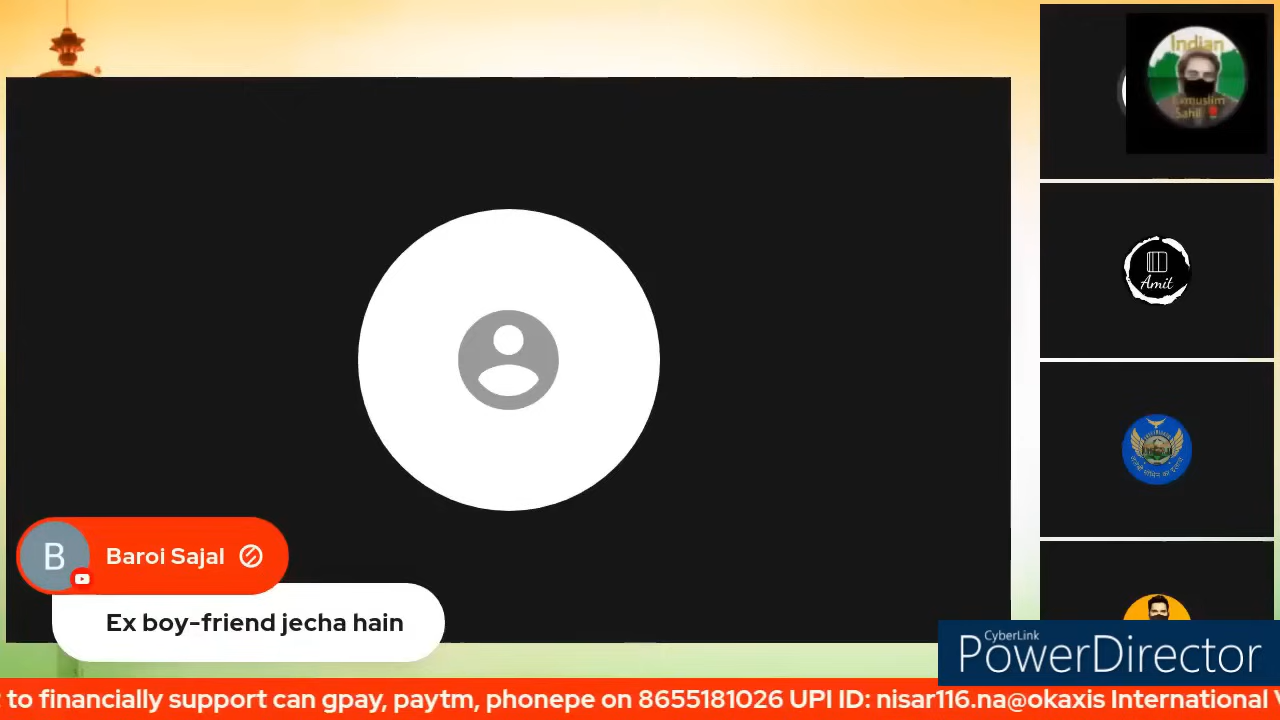 Indian
Exmuslim
Sahil
Amit
B
Baroi Sajal
Ex boy-friend jecha hain
CyberLink
PowerDirector
to financially support can gpay, paytm, phonepe on 8655181026 UPI ID: nisar116.na@okaxis International